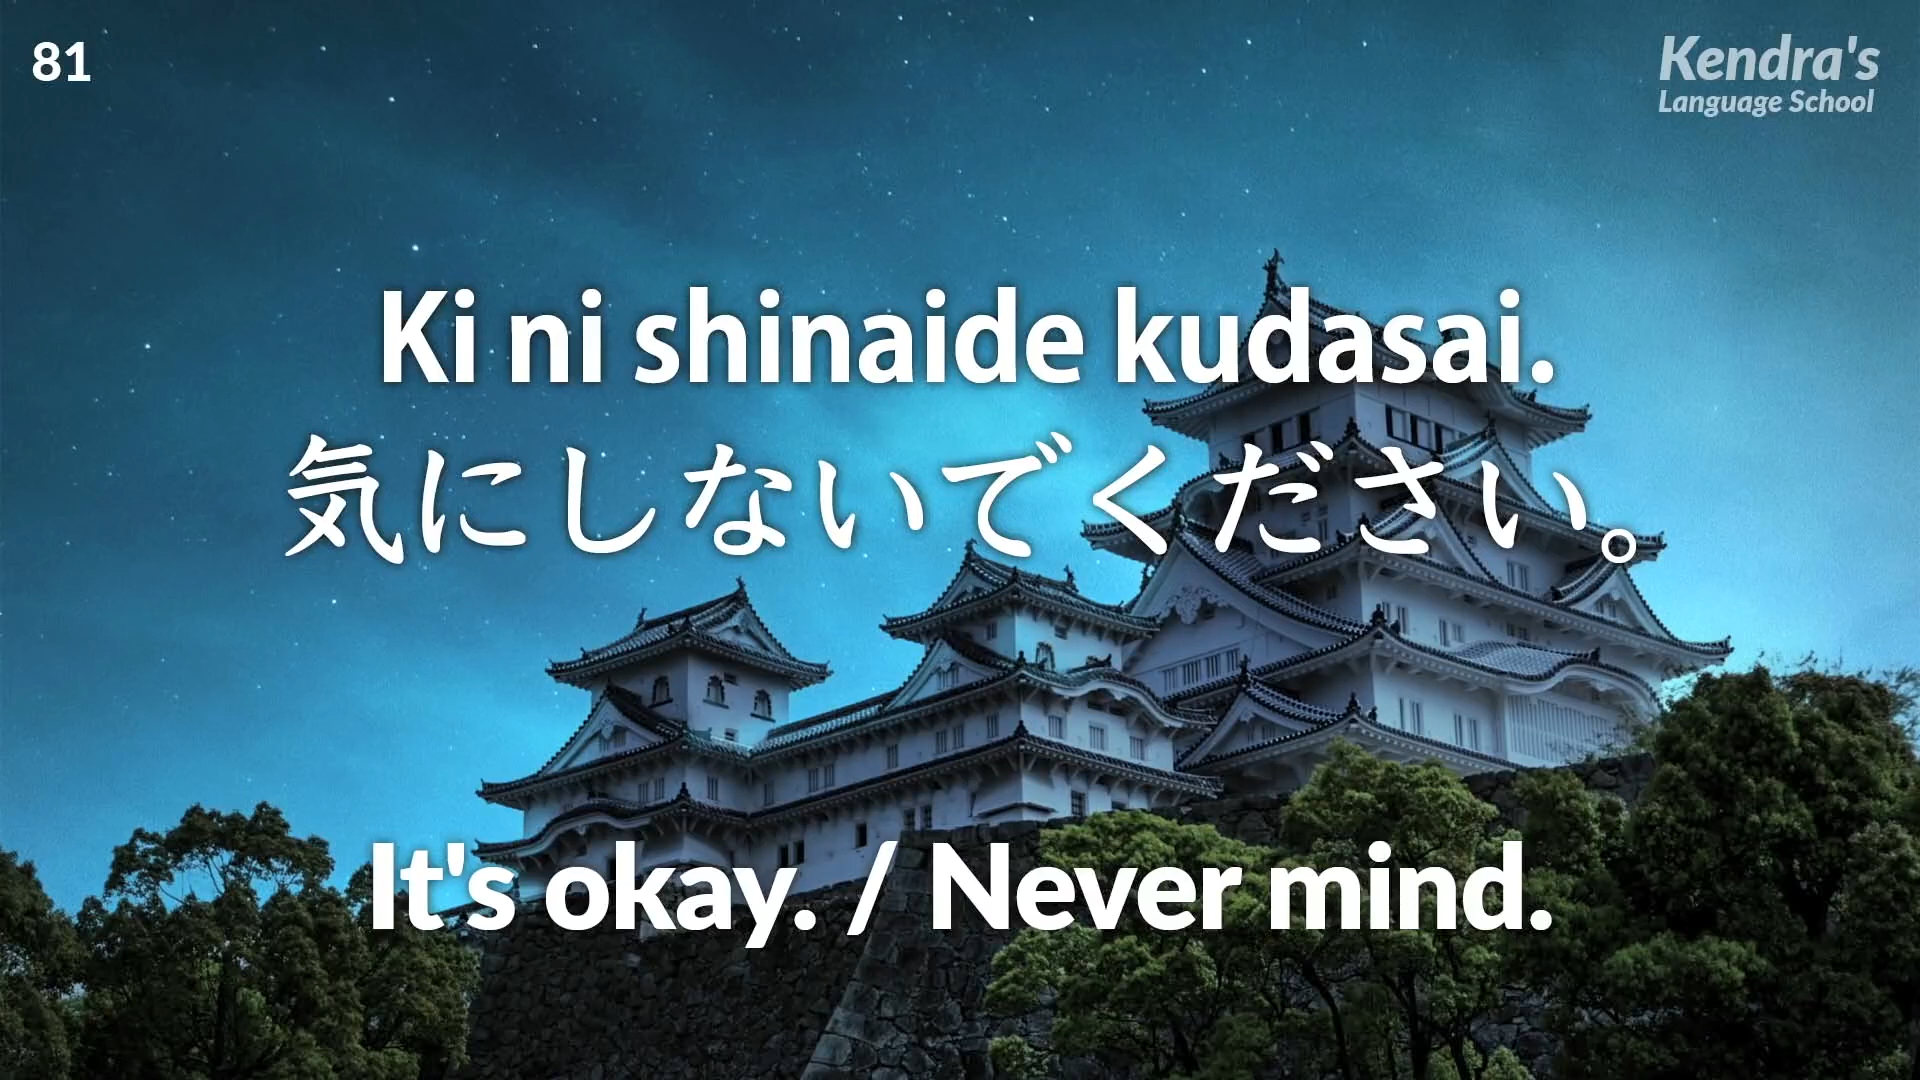 81
Kendra's
Language School
Ki ni shinaide kudasai.
気にしないでください。
It's okay. / Never mind.